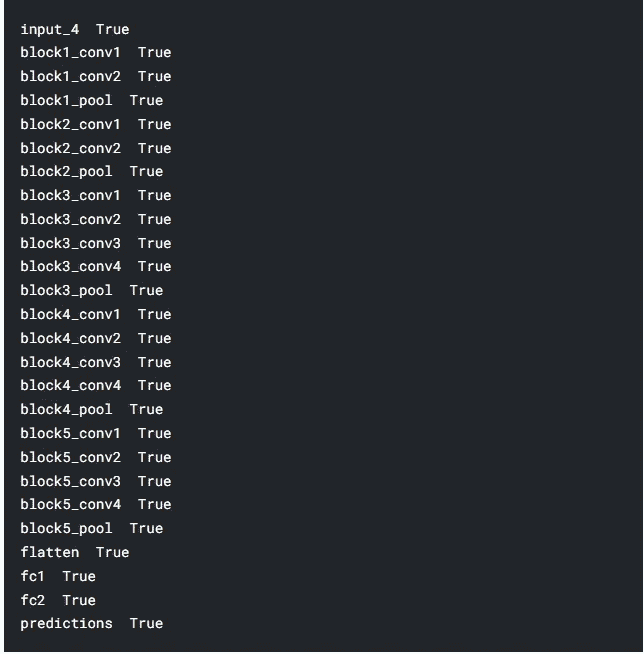 input_4  True
block1_conv1  True
block1_conv2  True
block1_pool  True
block2_conv1  True
block2_conv2  True
block2_pool  True
block3_conv1  True
block3_conv2  True
block3_conv3  True
block3_conv4  True
block3_pool  True
block4_conv1  True
block4_conv2  True
block4_conv3  True
block4_conv4  True
block4_pool  True
block5_conv1  True
block5_conv2  True
block5_conv3  True
block5_conv4  True
block5_pool  True
flatten  True
fc1  True
fc2  True
predictions  True